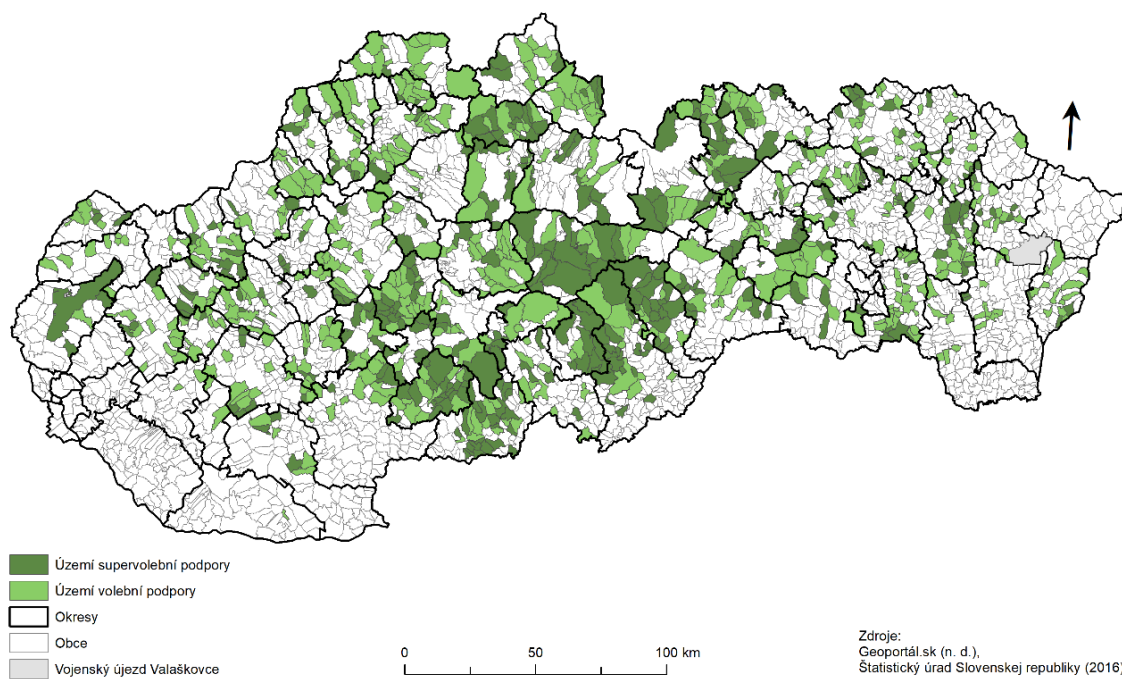 Území supervolební podpory
Území volební podpory
Okresy
Obce
Vojenský újezd Valaškovce
0 50 100 km
Zdroje:
Geoportál.sk (n. d.),
Štatistický úrad Slovenskej republiky (2016)